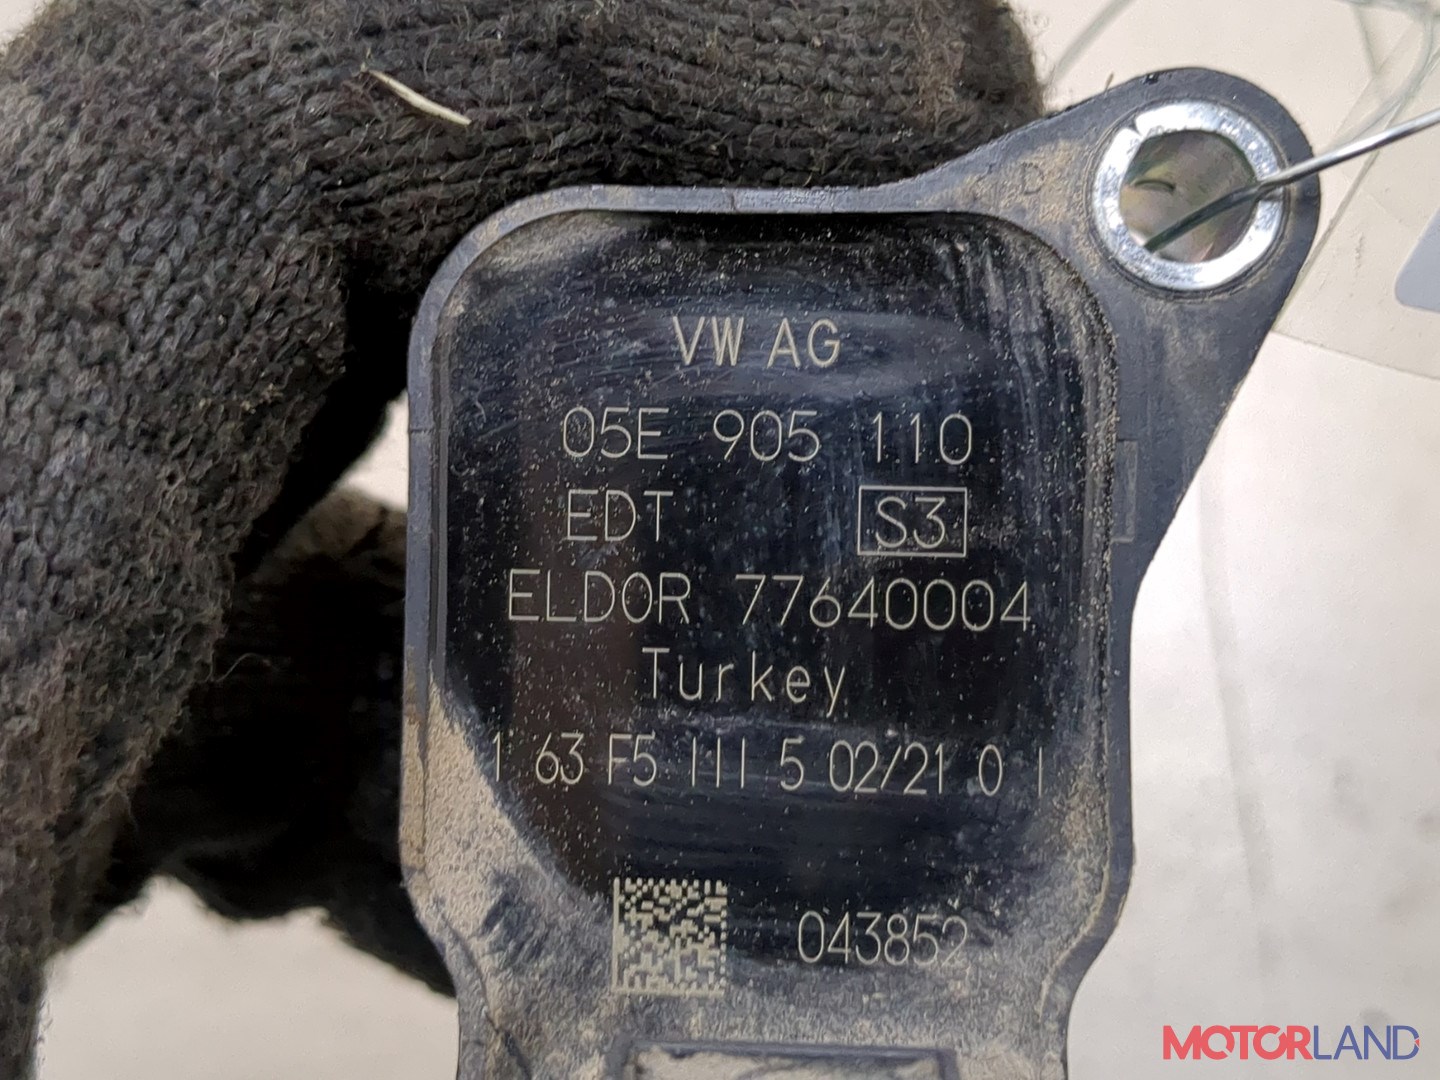 VW AG
05E 905 110
EDT S3
ELDOR 77640004
Turkey
1 63 F5 111 5 02/21 0 1
043852
MOTORLAND